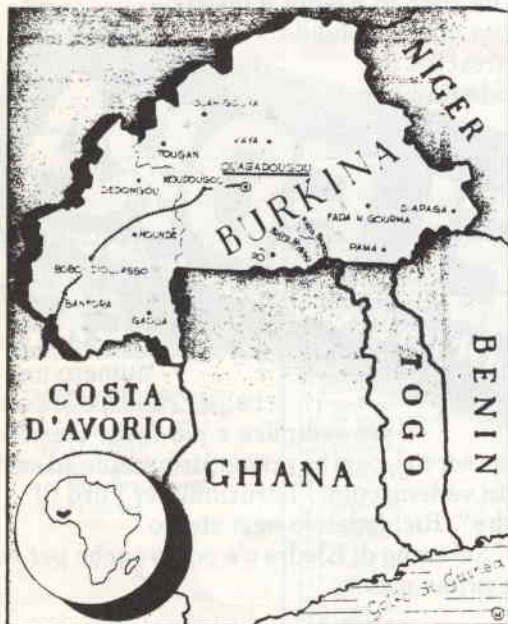 NIGER
TOUGAN
KAYA
OUAGADOUGOU
KOUDOUGOU
DEDOUGOU
BURKINA
DIAPAGA
FADA N GOURMA
HOUNDÉ
PAMA
PÔ
BOBO DIOULASSO
BANFORA
GAOUA
COSTA
D'AVORIO
GHANA
TOGO
BENIN
Golfo di Guinea